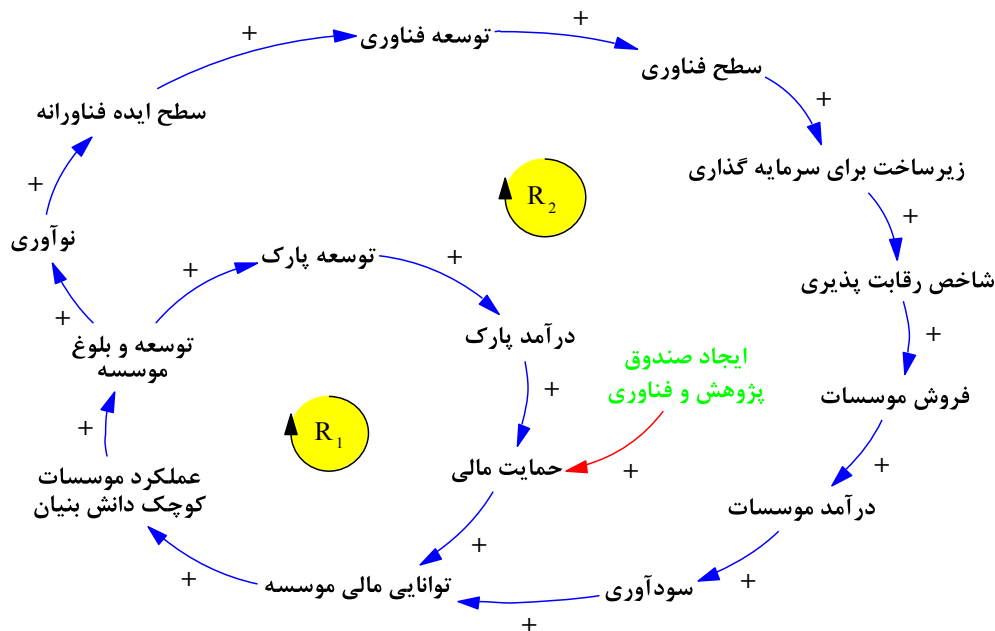 توسعه فناوری
+
+
سطح فناوری
+
سطح ایده فناورانه
+
زیرساخت برای سرمایه گذاری
+
R2
+
نوآوری
توسعه پارک
+
+
شاخص رقابت پذیری
+
توسعه و بلوغ
موسسه
درآمد پارک
+
ایجاد صندوق
پژوهش و فناوری
+
فروش موسسات
+
R1
+
حمایت مالی
+
+
عملکرد موسسات
کوچک دانش بنیان
درآمد موسسات
+
+
توانایی مالی موسسه
سودآوری
+
+